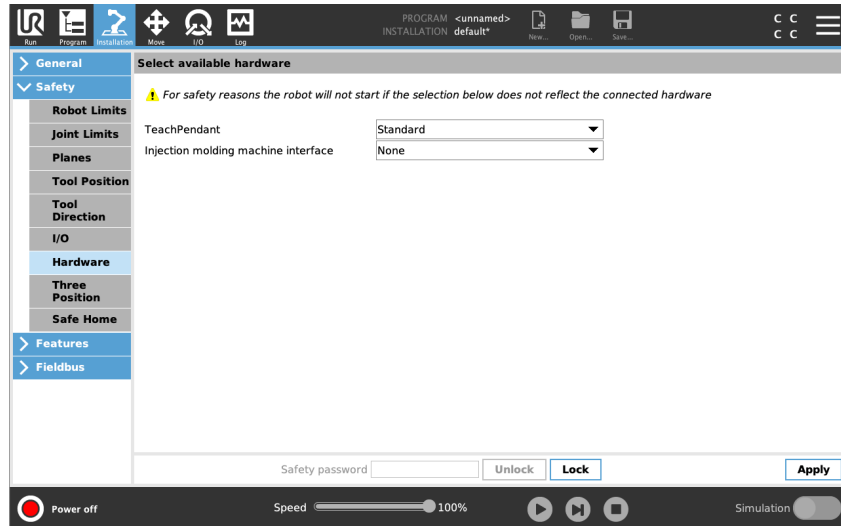 UR
PROGRAM <unnamed>
INSTALLATION default*
Run Program Installation Move I/O Log New... Open... Save...
C C
C C
General
Select available hardware
Safety
For safety reasons the robot will not start if the selection below does not reflect the connected hardware
Robot Limits
Joint Limits
TeachPendant Standard
Injection molding machine interface None
Planes
Tool Position
Tool
Direction
I/O
Hardware
Three
Position
Safe Home
Features
Fieldbus
Safety password Unlock Lock Apply
Power off Speed 100% Simulation